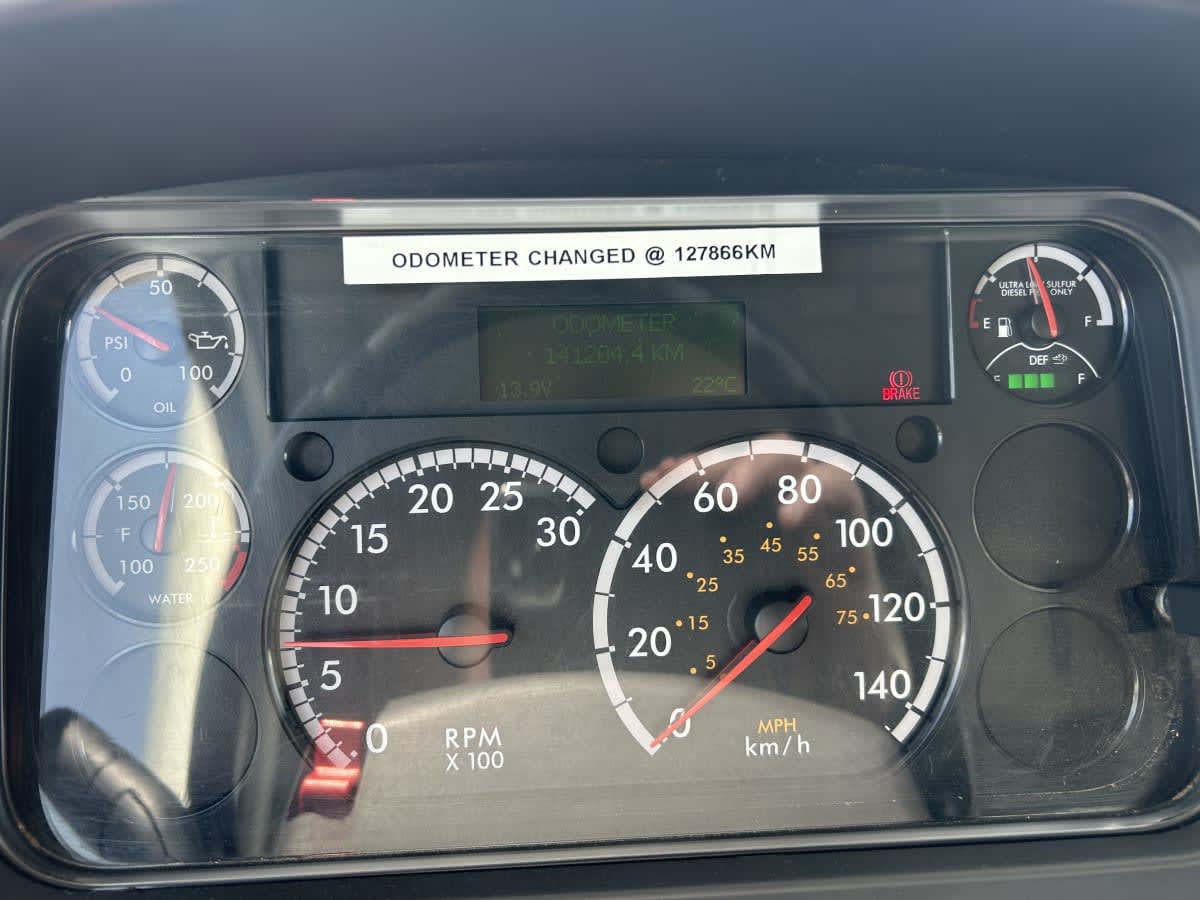 ODOMETER CHANGED @ 127866KM
ODOMETER
141284,4 KM
13.9V
22°C
BRAKE
50
PSI
0
100
OIL
150
200
F
100
250
WATER
0
5
10
15
20
25
30
RPM
X 100
0
20
40
60
80
100
120
140
5
15
25
35
45
55
65
75
MPH
km/h
ULTRA LOW SULFUR
DIESEL FUEL ONLY
E
F
DEF
F